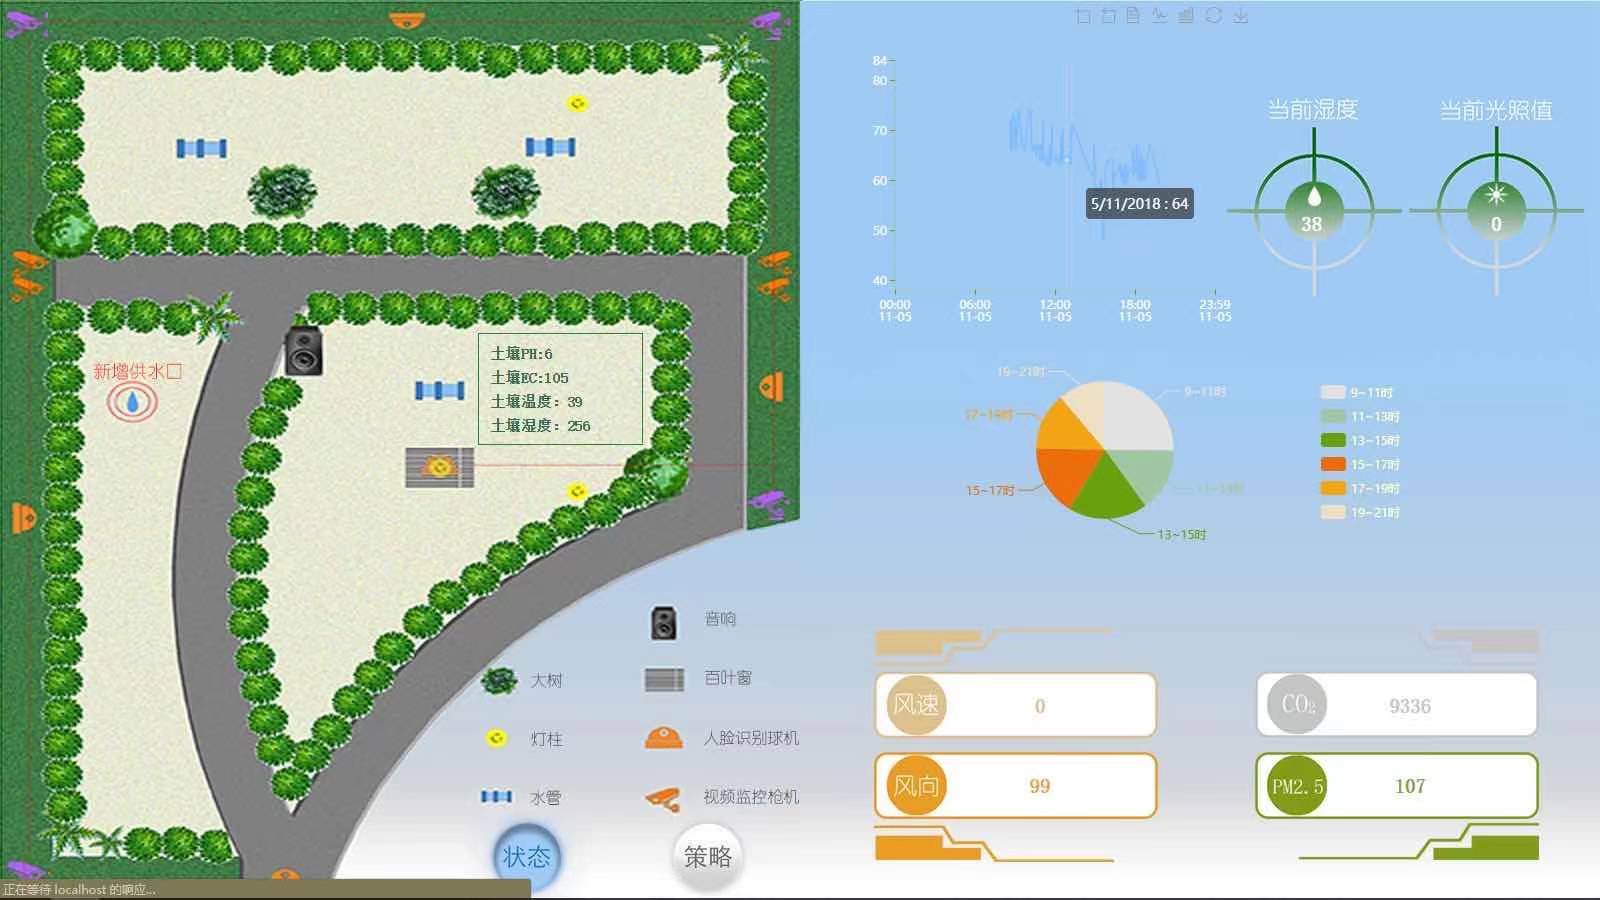 新增供水口
土壤PH:6
土壤EC:105
土壤温度：39
土壤湿度：256
音响
大树
百叶窗
灯柱
人脸识别球机
水管
视频监控枪机
状态
策略
正在等待 localhost 的响应...
84
80
70
60
50
40
00:00
11-05
06:00
11-05
12:00
11-05
18:00
11-05
23:59
11-05
5/11/2018 : 64
当前湿度
38
当前光照值
0
19~21时
9~11时
17~19时
11~13时
15~17时
13~15时
9~11时
11~13时
13~15时
15~17时
17~19时
19~21时
风速
0
CO₂
9336
风向
99
PM2.5
107